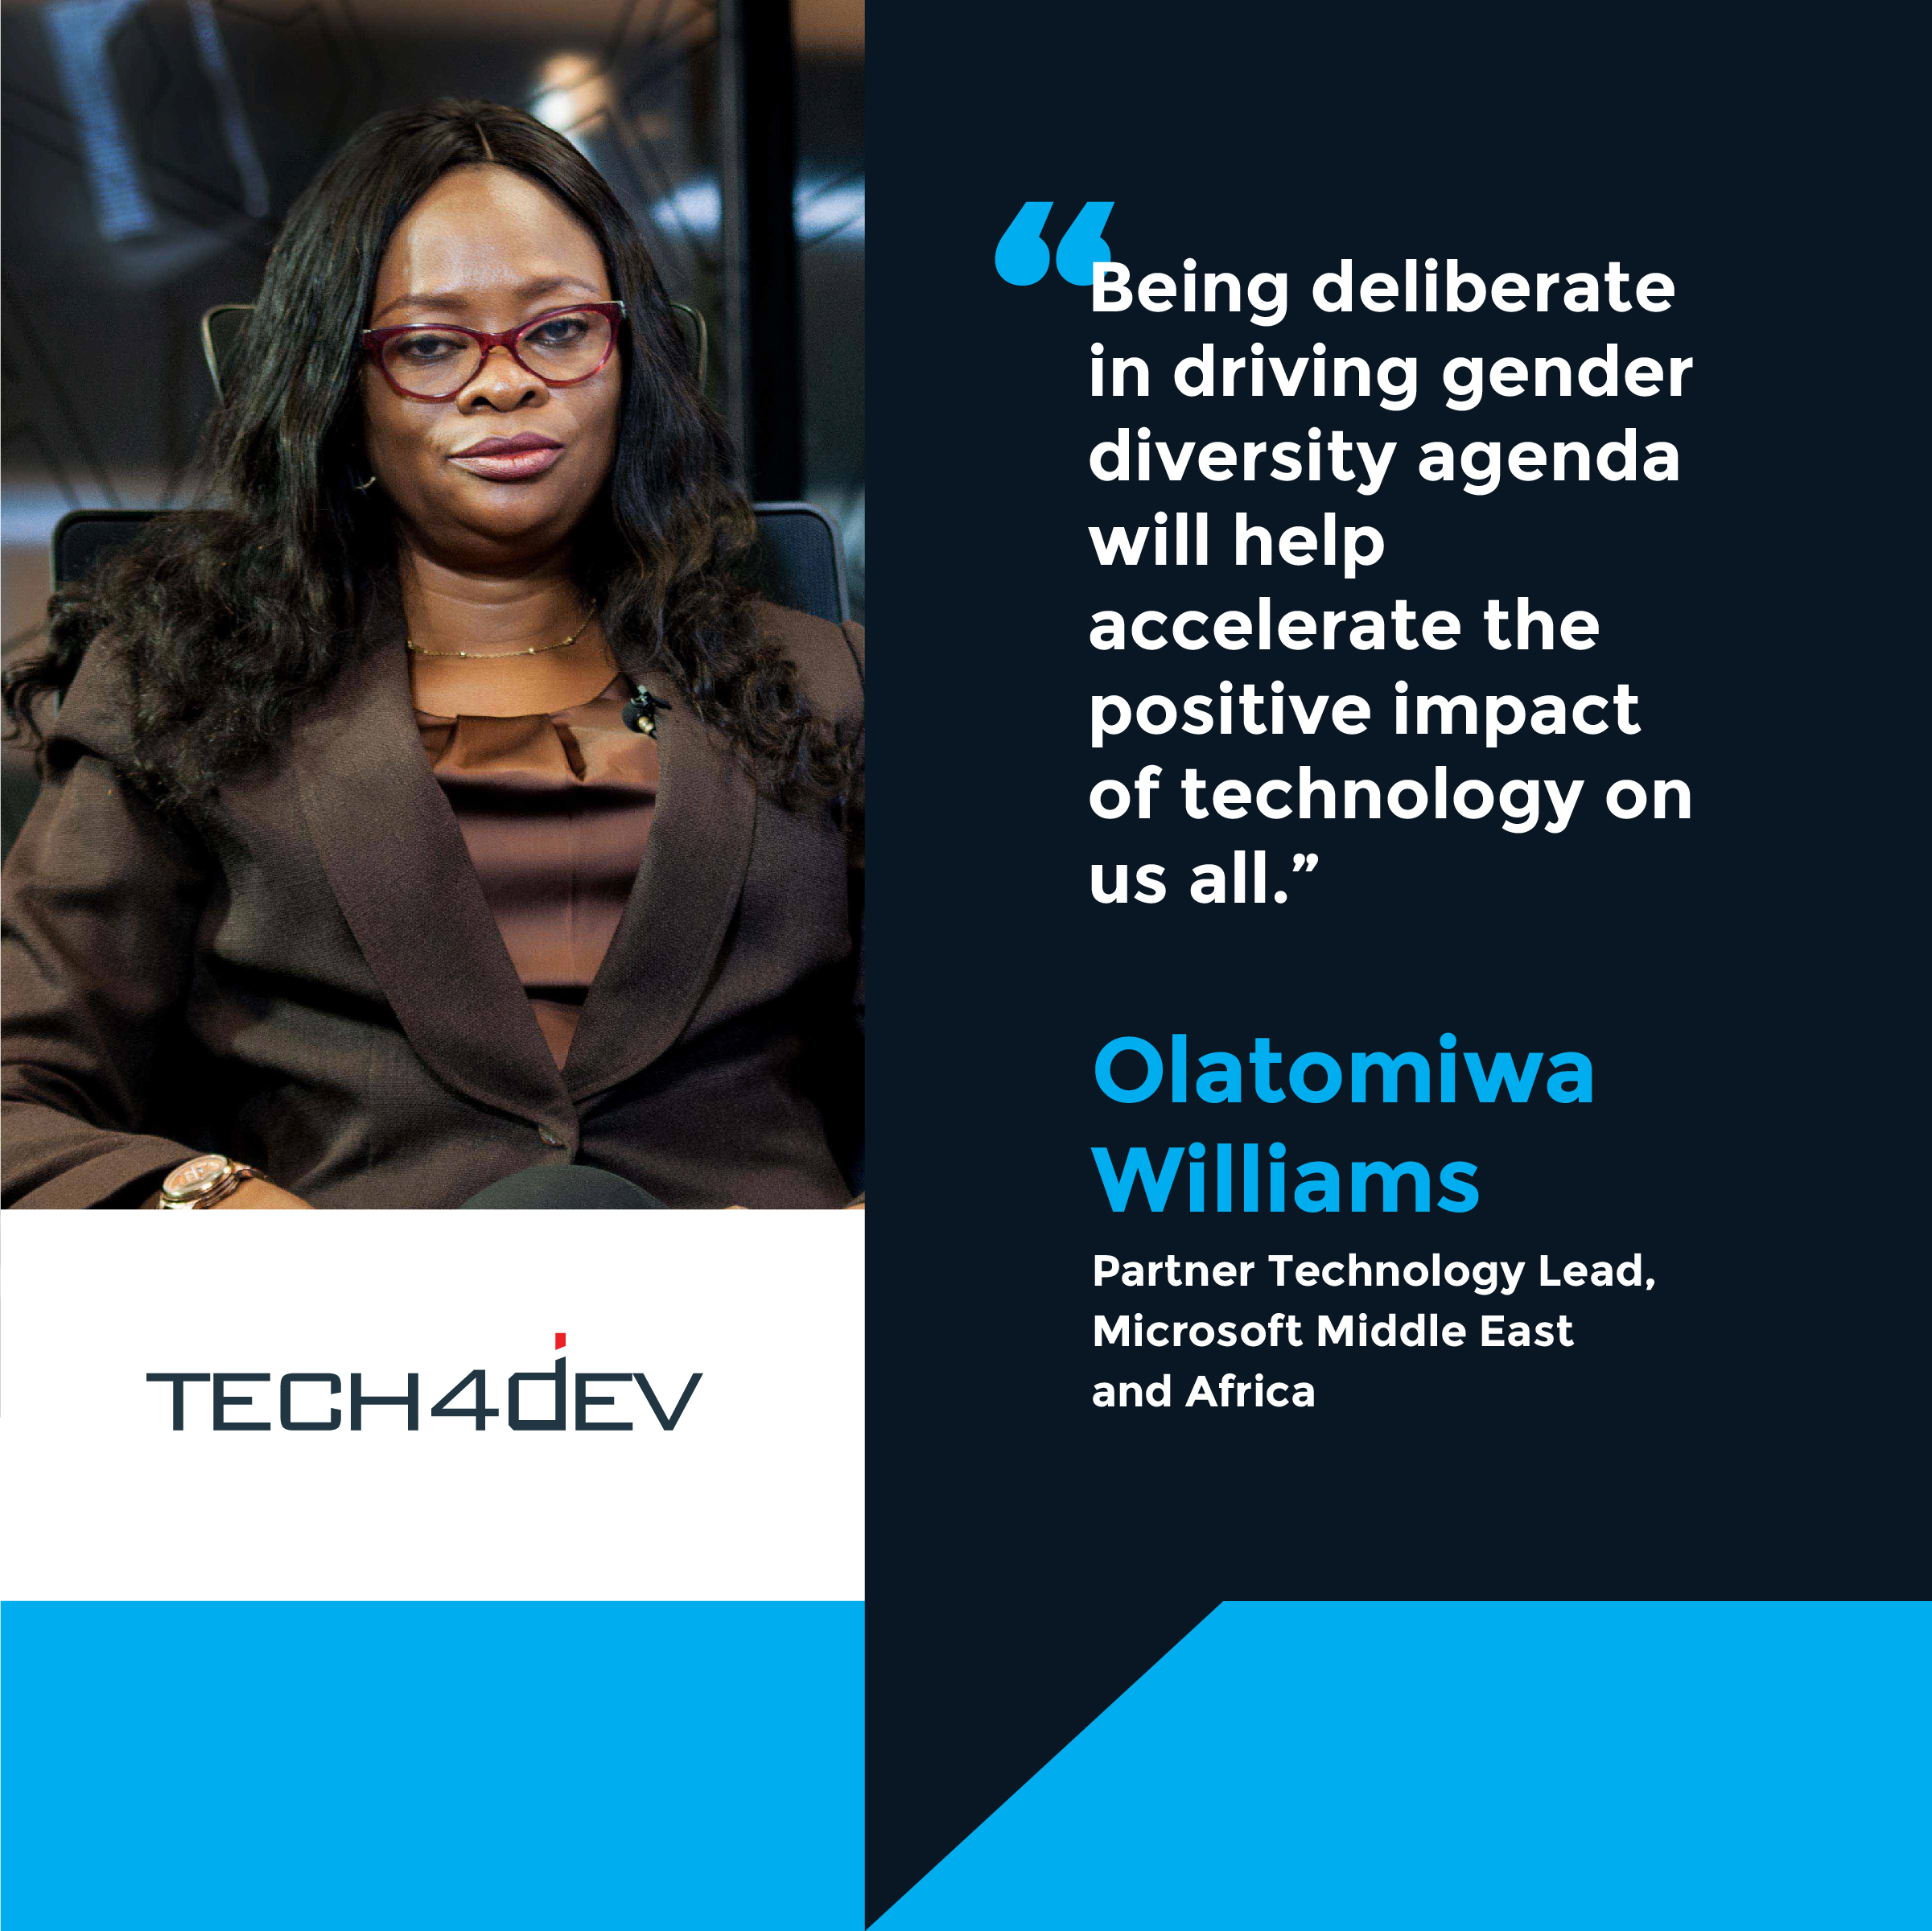 “Being deliberate
in driving gender
diversity agenda
will help
accelerate the
positive impact
of technology on
us all.”
Olatomiwa
Williams
Partner Technology Lead,
Microsoft Middle East
and Africa
TECH4dEV